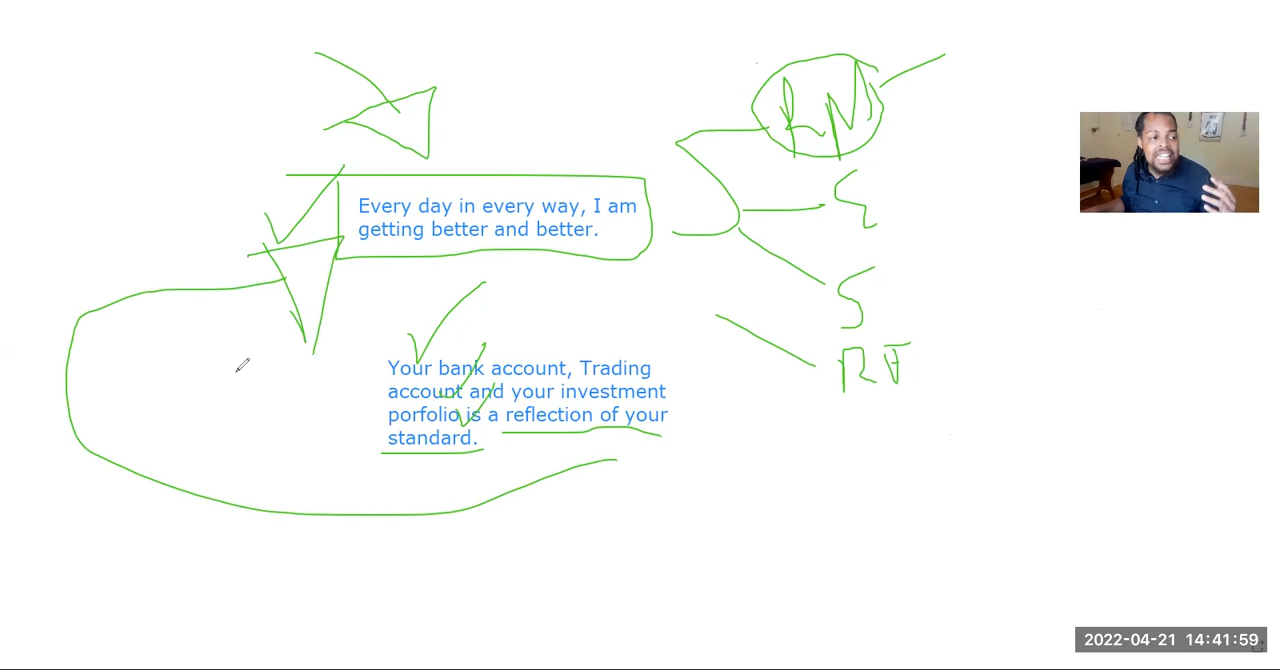 RM
Every day in every way, I am
getting better and better.
S
Your bank account, Trading
account and your investment
porfolio is a reflection of your
standard.
2022-04-21 14:41:59